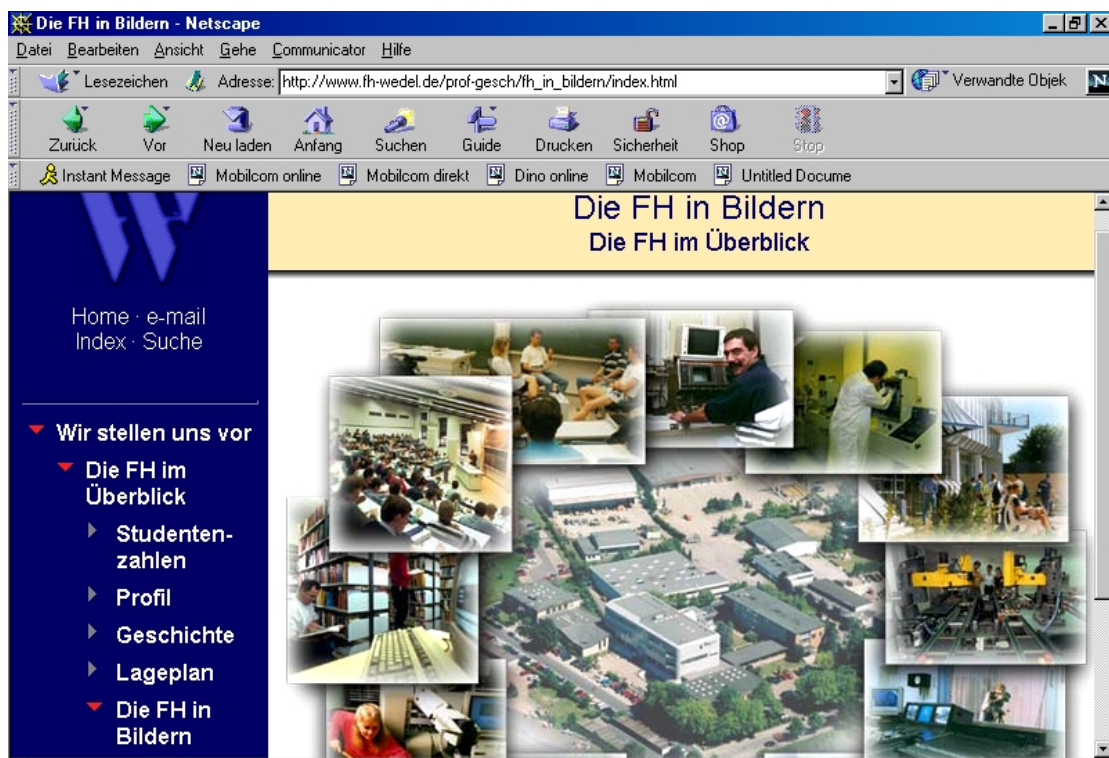 Die FH in Bildern - Netscape
Datei Bearbeiten Ansicht Gehe Communicator Hilfe
Lesezeichen Adresse: http://www.fh-wedel.de/prof-gesch/fh_in_bildern/index.html Verwandte Objek N
Zurück Vor Neu laden Anfang Suchen Guide Drucken Sicherheit Shop Stop
Instant Message Mobilcom online Mobilcom direkt Dino online Mobilcom Untitled Docume
Die FH in Bildern
Die FH im Überblick
Home · e-mail
Index · Suche
Wir stellen uns vor
Die FH im
Überblick
Studenten-
zahlen
Profil
Geschichte
Lageplan
Die FH in
Bildern